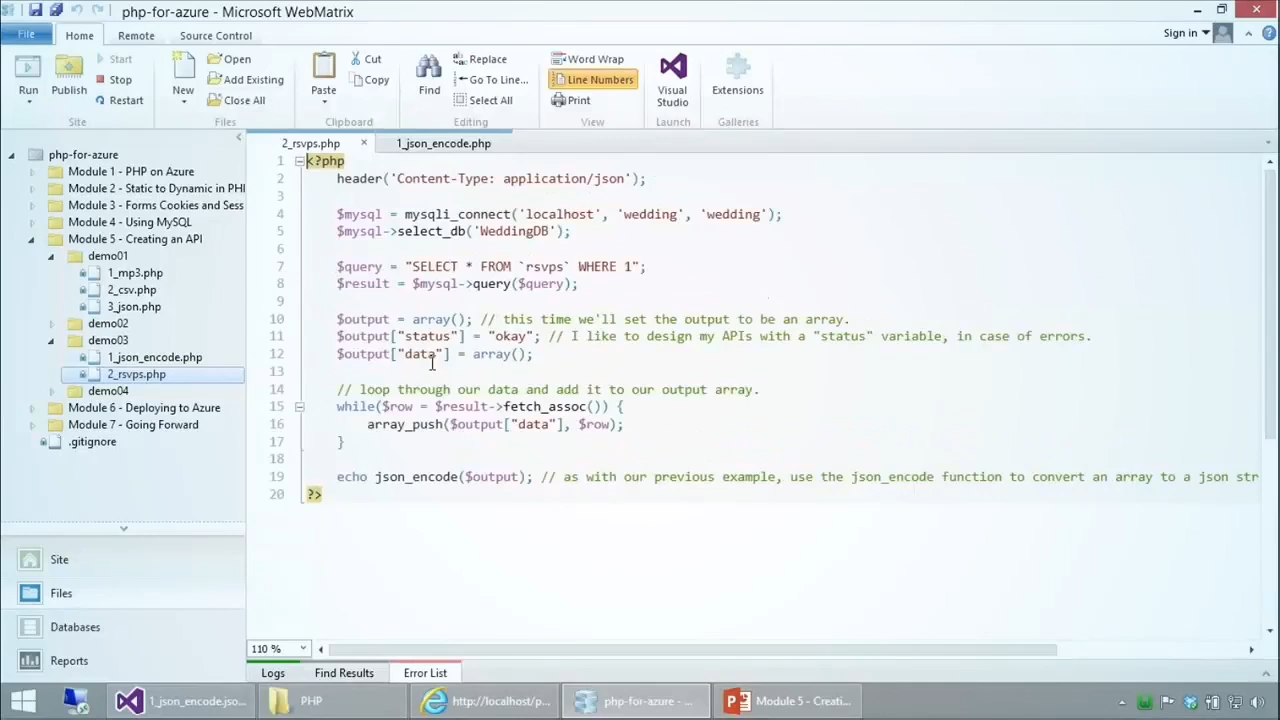 php-for-azure - Microsoft WebMatrix
File Home Remote Source Control Sign in
Run Publish Start Stop Restart
Site
New Open Add Existing Close All
Files
Paste Cut Copy
Clipboard
Find Replace Go To Line... Select All
Editing
Word Wrap Line Numbers Print
View
Visual Studio
Launch
Extensions
Galleries
php-for-azure
Module 1 - PHP on Azure
Module 2 - Static to Dynamic in PHI
Module 3 - Forms Cookies and Sess
Module 4 - Using MySQL
Module 5 - Creating an API
demo01
1_mp3.php
2_csv.php
3_json.php
demo02
demo03
1_json_encode.php
2_rsvps.php
demo04
Module 6 - Deploying to Azure
Module 7 - Going Forward
.gitignore
Site
Files
Databases
Reports
2_rsvps.php × 1_json_encode.php
1 <?php
2 header('Content-Type: application/json');
3
4 $mysql = mysqli_connect('localhost', 'wedding', 'wedding');
5 $mysql->select_db('WeddingDB');
6
7 $query = "SELECT * FROM `rsvps` WHERE 1";
8 $result = $mysql->query($query);
9
10 $output = array(); // this time we'll set the output to be an array.
11 $output["status"] = "okay"; // I like to design my APIs with a "status" variable, in case of errors.
12 $output["data"] = array();
13
14 // loop through our data and add it to our output array.
15 while($row = $result->fetch_assoc()) {
16 array_push($output["data"], $row);
17 }
18
19 echo json_encode($output); // as with our previous example, use the json_encode function to convert an array to a json str
20 ?>
110 %
Logs Find Results Error List
1_json_encode.jso... PHP http://localhost/p... php-for-azure - ... Module 5 - Creati...